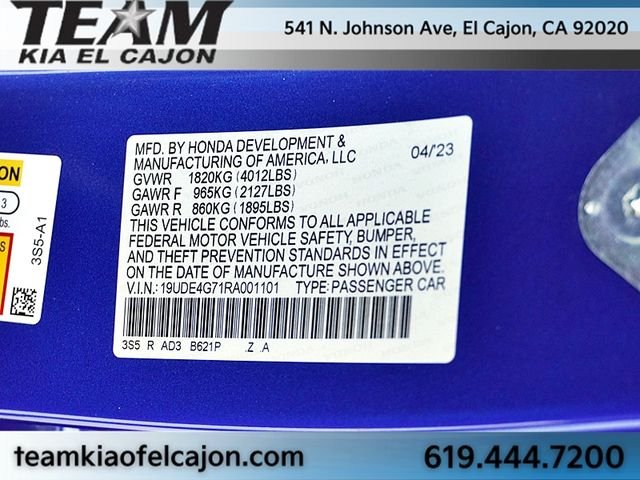 TEAM
KIA EL CAJON
541 N. Johnson Ave, El Cajon, CA 92020
MFD. BY HONDA DEVELOPMENT &
MANUFACTURING OF AMERICA, LLC 04/'23
GVWR 1820KG (4012LBS)
GAWR F 965KG (2127LBS)
GAWR R 860KG (1895LBS)
THIS VEHICLE CONFORMS TO ALL APPLICABLE
FEDERAL MOTOR VEHICLE SAFETY, BUMPER,
AND THEFT PREVENTION STANDARDS IN EFFECT
ON THE DATE OF MANUFACTURE SHOWN ABOVE.
V.I.N.: 19UDE4G71RA001101 TYPE: PASSENGER CAR
3S5 R AD3 B621P .Z .A
ON
3
lbs.
S
3S5-A1
teamkiaofelcajon.com
619.444.7200